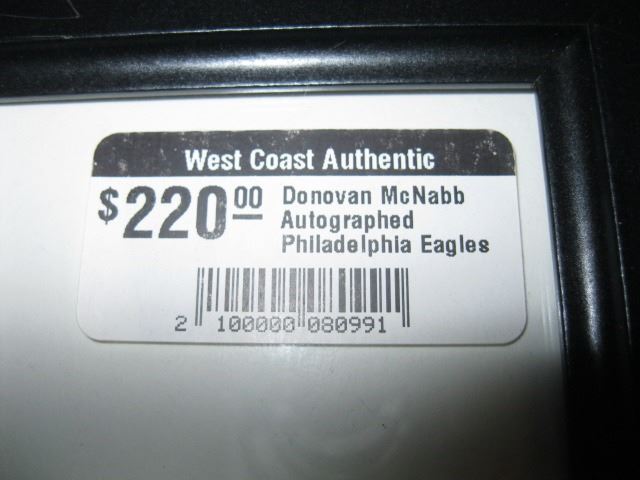 West Coast Authentic
$220.00 Donovan McNabb
Autographed
Philadelphia Eagles
2 100000 080991